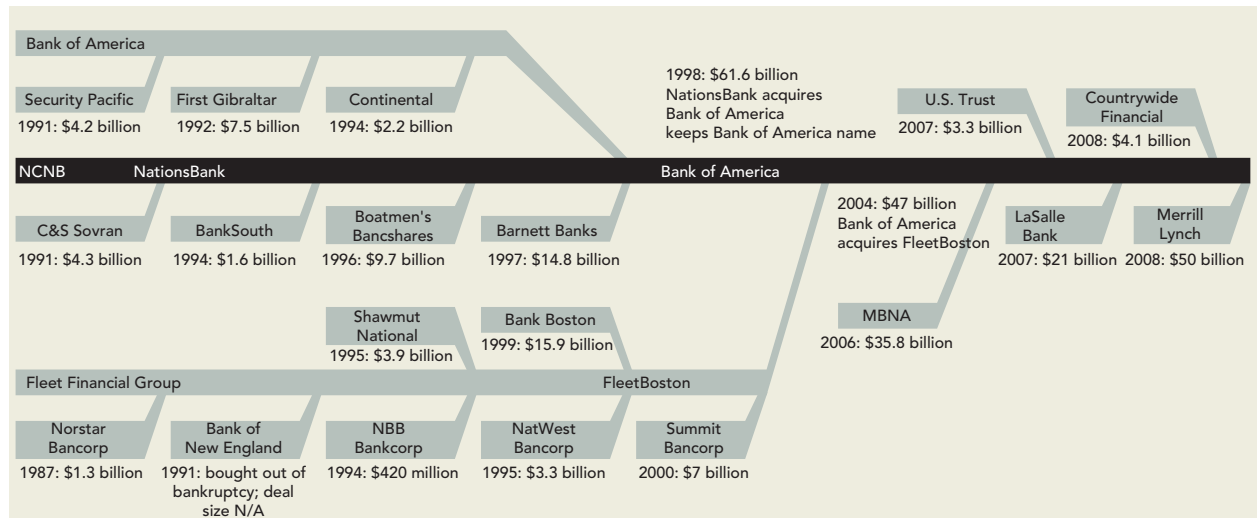 Bank of America
Security Pacific
1991: $4.2 billion
First Gibraltar
1992: $7.5 billion
Continental
1994: $2.2 billion
1998: $61.6 billion
NationsBank acquires
Bank of America
keeps Bank of America name
U.S. Trust
2007: $3.3 billion
Countrywide
Financial
2008: $4.1 billion
NCNB
NationsBank
Bank of America
C&S Sovran
1991: $4.3 billion
BankSouth
1994: $1.6 billion
Boatmen's
Bancshares
1996: $9.7 billion
Barnett Banks
1997: $14.8 billion
2004: $47 billion
Bank of America
acquires FleetBoston
LaSalle
Bank
2007: $21 billion
Merrill
Lynch
2008: $50 billion
Shawmut
National
1995: $3.9 billion
Bank Boston
1999: $15.9 billion
MBNA
2006: $35.8 billion
Fleet Financial Group
FleetBoston
Norstar
Bancorp
1987: $1.3 billion
Bank of
New England
1991: bought out of
bankruptcy; deal
size N/A
NBB
Bankcorp
1994: $420 million
NatWest
Bancorp
1995: $3.3 billion
Summit
Bancorp
2000: $7 billion